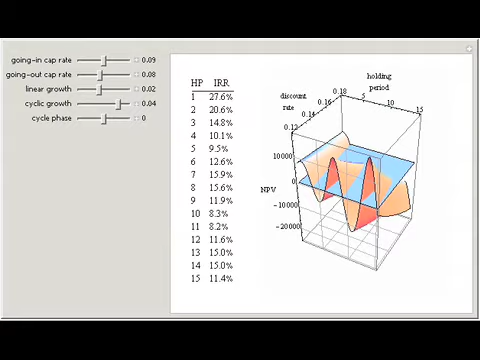 going-in cap rate 0.09
going-out cap rate 0.08
linear growth 0.02
cyclic growth 0.04
cycle phase 0
HP IRR
1 27.6%
2 20.6%
3 14.8%
4 10.1%
5 9.5%
6 12.6%
7 15.9%
8 15.6%
9 11.9%
10 8.3%
11 8.2%
12 11.6%
13 15.0%
14 15.0%
15 11.4%
holding
period
discount
rate
0.18
0.16
0.14
0.12
5
10
15
10000
0
NPV
-10000
-20000